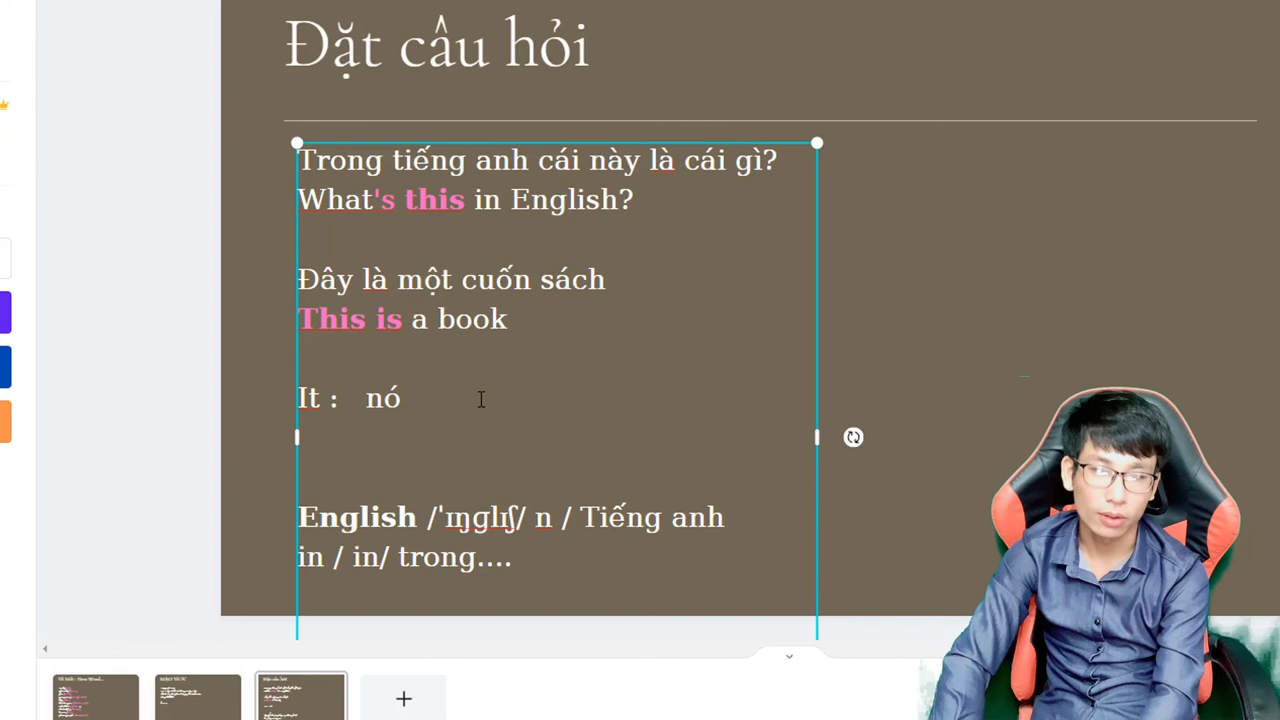 Đặt câu hỏi
Trong tiếng anh cái này là cái gì?
What's this in English?
Đây là một cuốn sách
This is a book
It : nó
English /ˈɪŋɡlɪʃ/ n / Tiếng anh
in / in/ trong....